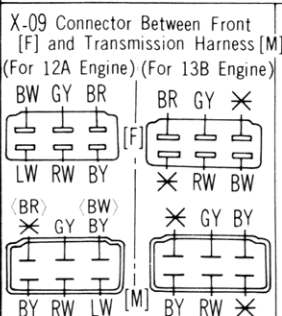 X-09 Connector Between Front
[F] and Transmission Harness [M]
(For 12A Engine) (For 13B Engine)
BW GY BR
BR GY ✳
[F]
LW RW BY
✳ RW BW
⟨BR⟩ ⟨BW⟩
✳ GY BY
✳ GY BY
[M]
BY RW LW
BY RW ✳